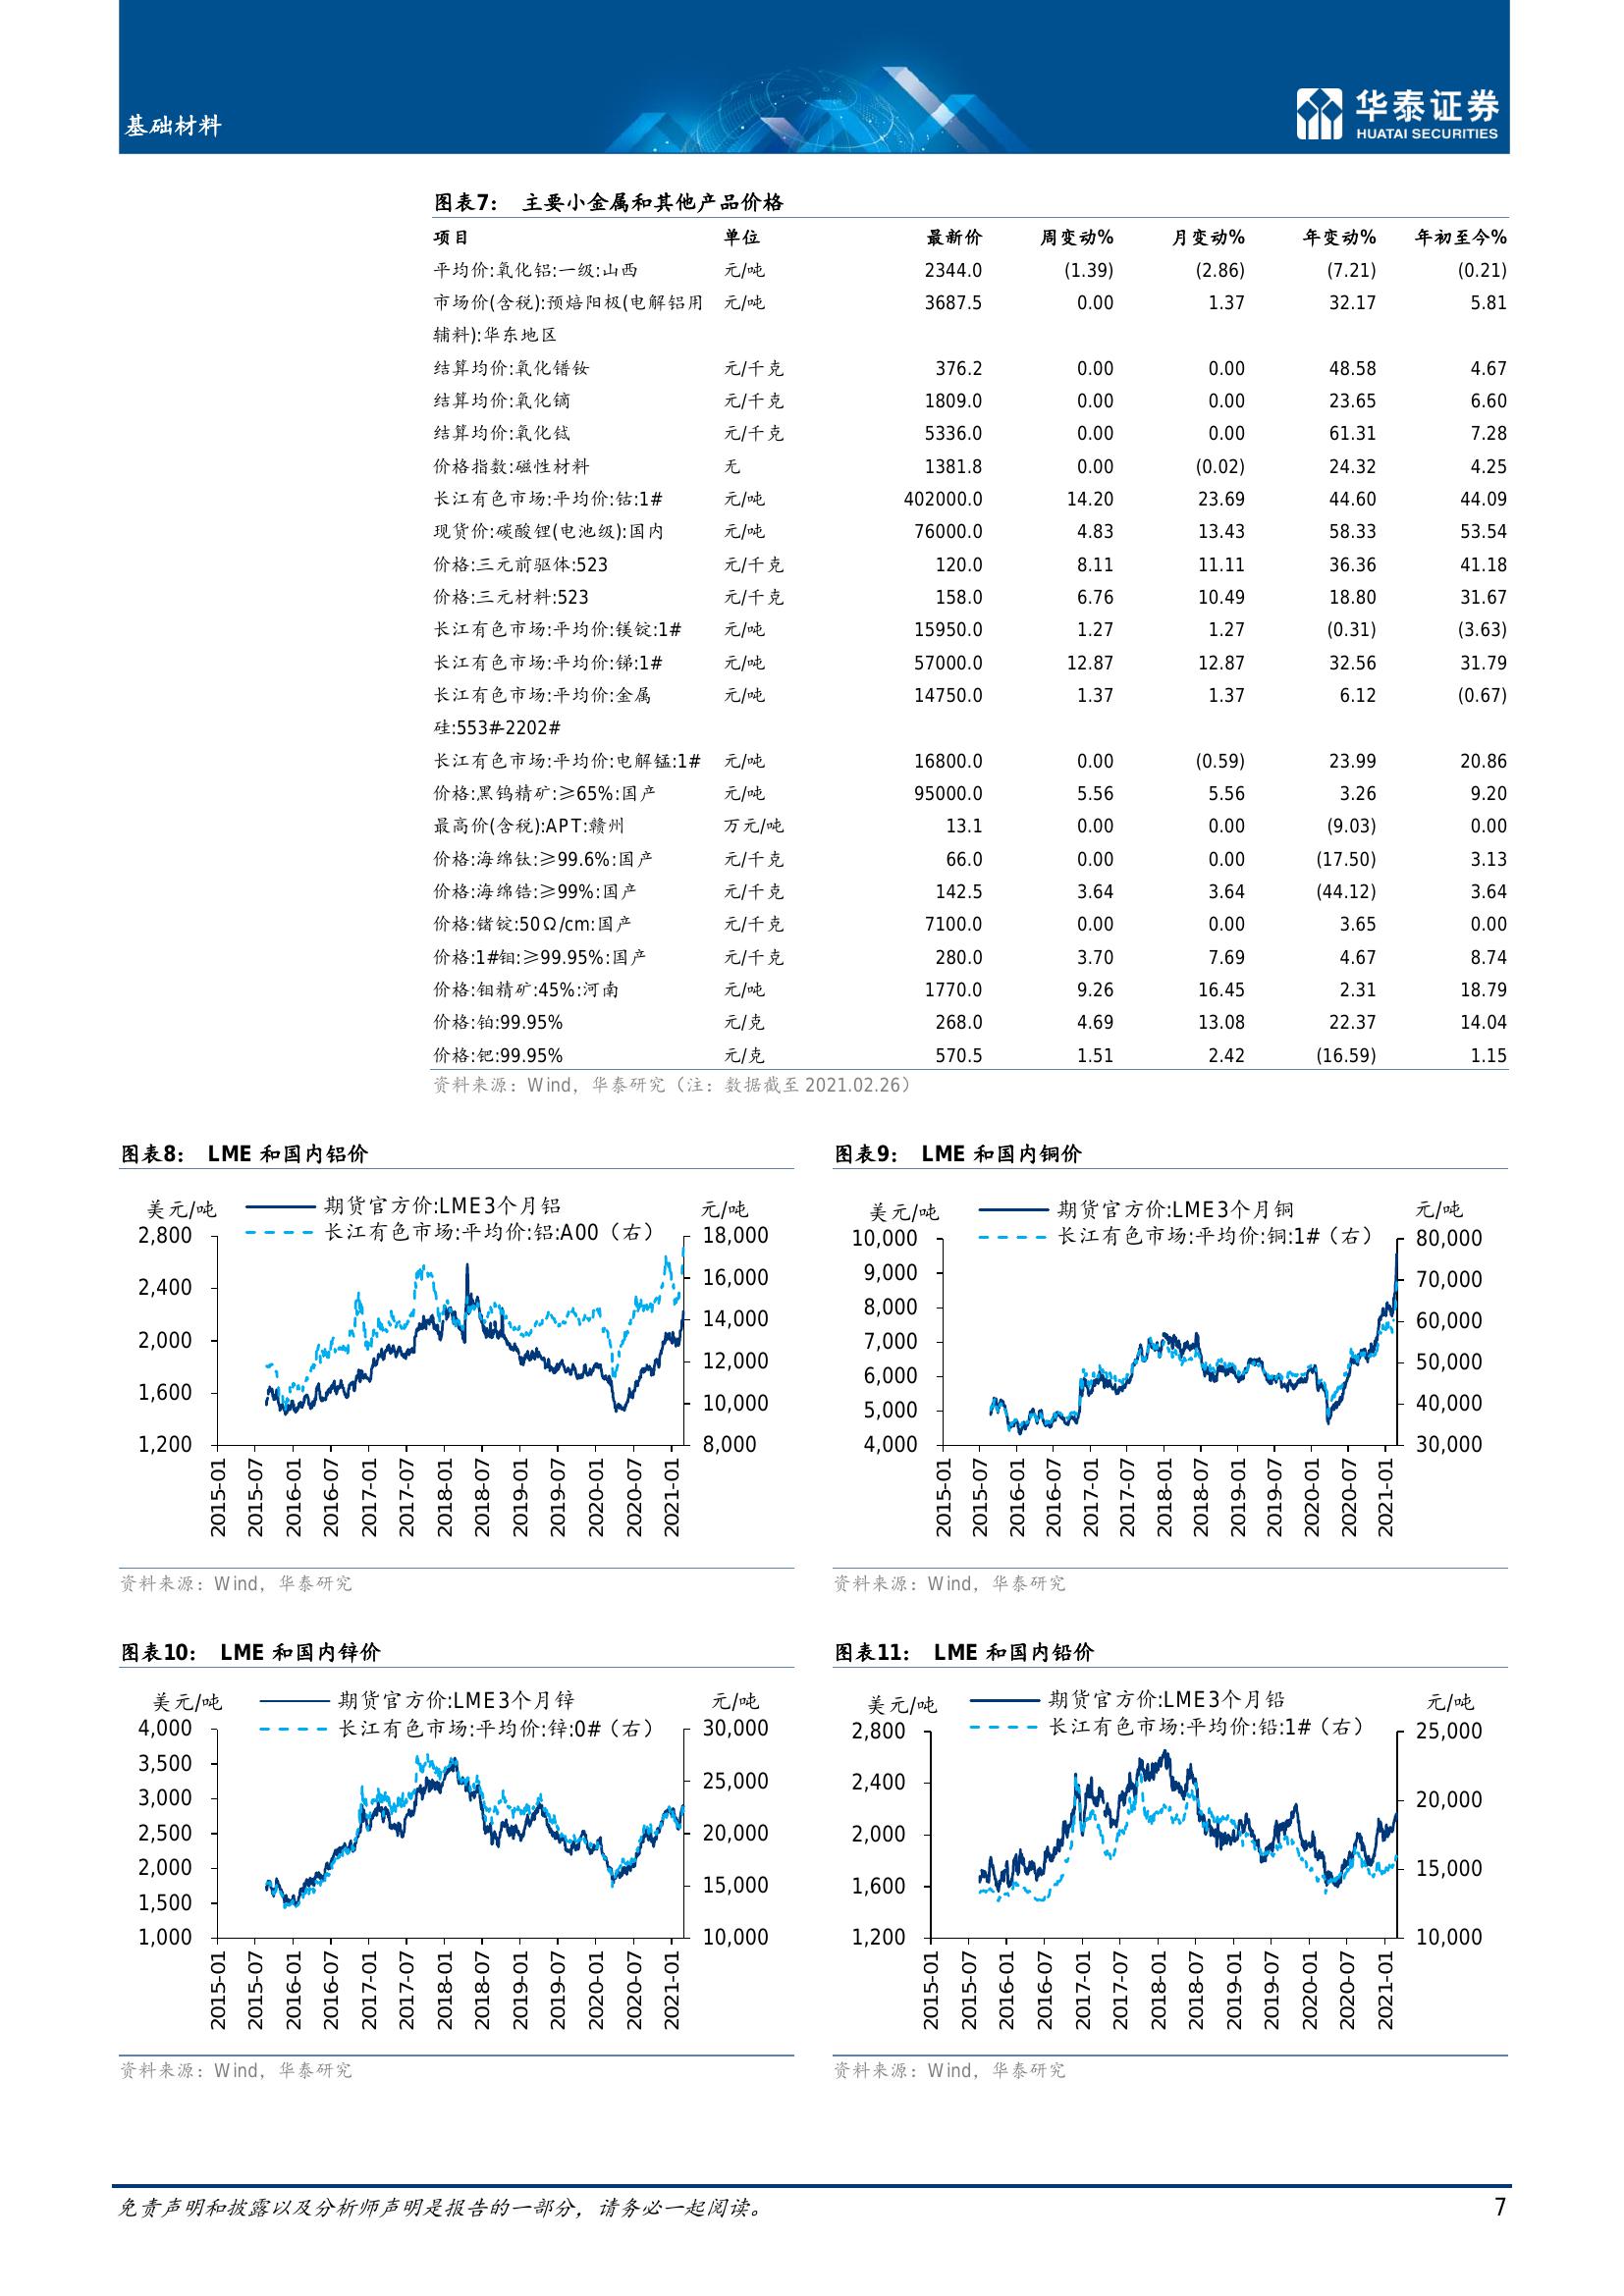 基础材料
华泰证券
HUATAI SECURITIES
图表7： 主要小金属和其他产品价格
项目 单位 最新价 周变动% 月变动% 年变动% 年初至今%
平均价:氧化铝:一级:山西 元/吨 2344.0 (1.39) (2.86) (7.21) (0.21)
市场价(含税):预焙阳极(电解铝用 元/吨 3687.5 0.00 1.37 32.17 5.81
辅料):华东地区
结算均价:氧化镨钕 元/千克 376.2 0.00 0.00 48.58 4.67
结算均价:氧化镝 元/千克 1809.0 0.00 0.00 23.65 6.60
结算均价:氧化铽 元/千克 5336.0 0.00 0.00 61.31 7.28
价格指数:磁性材料 无 1381.8 0.00 (0.02) 24.32 4.25
长江有色市场:平均价:钴:1# 元/吨 402000.0 14.20 23.69 44.60 44.09
现货价:碳酸锂(电池级):国内 元/吨 76000.0 4.83 13.43 58.33 53.54
价格:三元前驱体:523 元/千克 120.0 8.11 11.11 36.36 41.18
价格:三元材料:523 元/千克 158.0 6.76 10.49 18.80 31.67
长江有色市场:平均价:镁锭:1# 元/吨 15950.0 1.27 1.27 (0.31) (3.63)
长江有色市场:平均价:锑:1# 元/吨 57000.0 12.87 12.87 32.56 31.79
长江有色市场:平均价:金属 元/吨 14750.0 1.37 1.37 6.12 (0.67)
硅:553#-2202#
长江有色市场:平均价:电解锰:1# 元/吨 16800.0 0.00 (0.59) 23.99 20.86
价格:黑钨精矿:≥65%:国产 元/吨 95000.0 5.56 5.56 3.26 9.20
最高价(含税):APT:赣州 万元/吨 13.1 0.00 0.00 (9.03) 0.00
价格:海绵钛:≥99.6%:国产 元/千克 66.0 0.00 0.00 (17.50) 3.13
价格:海绵锆:≥99%:国产 元/千克 142.5 3.64 3.64 (44.12) 3.64
价格:锗锭:50Ω/cm:国产 元/千克 7100.0 0.00 0.00 3.65 0.00
价格:1#钼:≥99.95%:国产 元/千克 280.0 3.70 7.69 4.67 8.74
价格:钼精矿:45%:河南 元/吨 1770.0 9.26 16.45 2.31 18.79
价格:铂:99.95% 元/克 268.0 4.69 13.08 22.37 14.04
价格:钯:99.95% 元/克 570.5 1.51 2.42 (16.59) 1.15
资料来源：Wind，华泰研究（注：数据截至 2021.02.26）
图表8： LME 和国内铝价
美元/吨
期货官方价:LME3个月铝
长江有色市场:平均价:铝:A00（右）
元/吨
2,800
2,400
2,000
1,600
1,200
18,000
16,000
14,000
12,000
10,000
8,000
2015-01 2015-07 2016-01 2016-07 2017-01 2017-07 2018-01 2018-07 2019-01 2019-07 2020-01 2020-07 2021-01
资料来源：Wind，华泰研究
图表9： LME 和国内铜价
美元/吨
期货官方价:LME3个月铜
长江有色市场:平均价:铜:1#（右）
元/吨
10,000
9,000
8,000
7,000
6,000
5,000
4,000
80,000
70,000
60,000
50,000
40,000
30,000
2015-01 2015-07 2016-01 2016-07 2017-01 2017-07 2018-01 2018-07 2019-01 2019-07 2020-01 2020-07 2021-01
资料来源：Wind，华泰研究
图表10： LME 和国内锌价
美元/吨
期货官方价:LME3个月锌
长江有色市场:平均价:锌:0#（右）
元/吨
4,000
3,500
3,000
2,500
2,000
1,500
1,000
30,000
25,000
20,000
15,000
10,000
2015-01 2015-07 2016-01 2016-07 2017-01 2017-07 2018-01 2018-07 2019-01 2019-07 2020-01 2020-07 2021-01
资料来源：Wind，华泰研究
图表11： LME 和国内铅价
美元/吨
期货官方价:LME3个月铅
长江有色市场:平均价:铅:1#（右）
元/吨
2,800
2,400
2,000
1,600
1,200
25,000
20,000
15,000
10,000
2015-01 2015-07 2016-01 2016-07 2017-01 2017-07 2018-01 2018-07 2019-01 2019-07 2020-01 2020-07 2021-01
资料来源：Wind，华泰研究
免责声明和披露以及分析师声明是报告的一部分，请务必一起阅读。 7